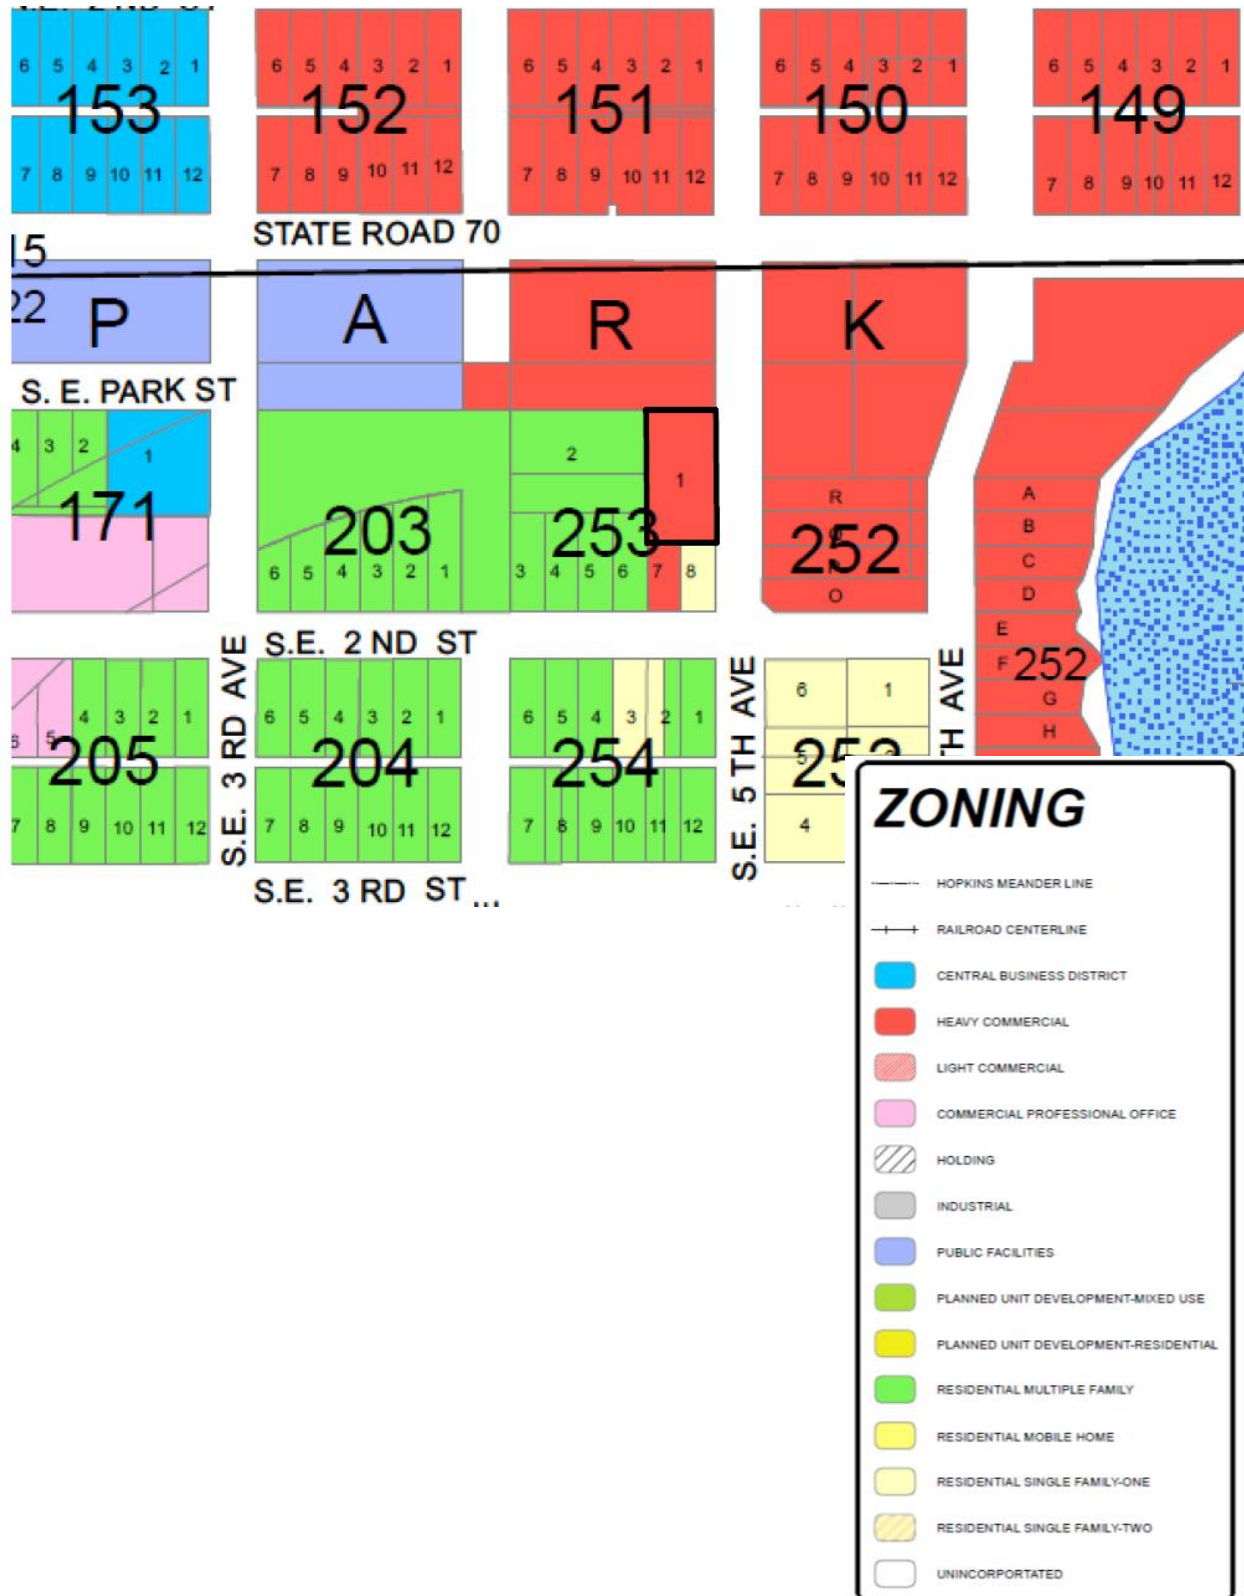 6 5 4 3 2 1
153
7 8 9 10 11 12
6 5 4 3 2 1
152
7 8 9 10 11 12
6 5 4 3 2 1
151
7 8 9 10 11 12
6 5 4 3 2 1
150
7 8 9 10 11 12
6 5 4 3 2 1
149
7 8 9 10 11 12
STATE ROAD 70
15
22
P A R K
S. E. PARK ST
4 3 2 1
171
203
6 5 4 3 2 1
2
1
253
3 4 5 6 7 8
R
252
O
A
B
C
D
E
F
252
G
H
S.E. 2 ND ST
S.E. 3 RD AVE
S.E. 5 TH AVE
TH AVE
6 5 4 3 2 1
205
7 8 9 10 11 12
6 5 4 3 2 1
204
7 8 9 10 11 12
6 5 4 3 2 1
254
7 8 9 10 11 12
6 1
5
4
S.E. 3 RD ST
ZONING
HOPKINS MEANDER LINE
RAILROAD CENTERLINE
CENTRAL BUSINESS DISTRICT
HEAVY COMMERCIAL
LIGHT COMMERCIAL
COMMERCIAL PROFESSIONAL OFFICE
HOLDING
INDUSTRIAL
PUBLIC FACILITIES
PLANNED UNIT DEVELOPMENT-MIXED USE
PLANNED UNIT DEVELOPMENT-RESIDENTIAL
RESIDENTIAL MULTIPLE FAMILY
RESIDENTIAL MOBILE HOME
RESIDENTIAL SINGLE FAMILY-ONE
RESIDENTIAL SINGLE FAMILY-TWO
UNINCORPORTATED